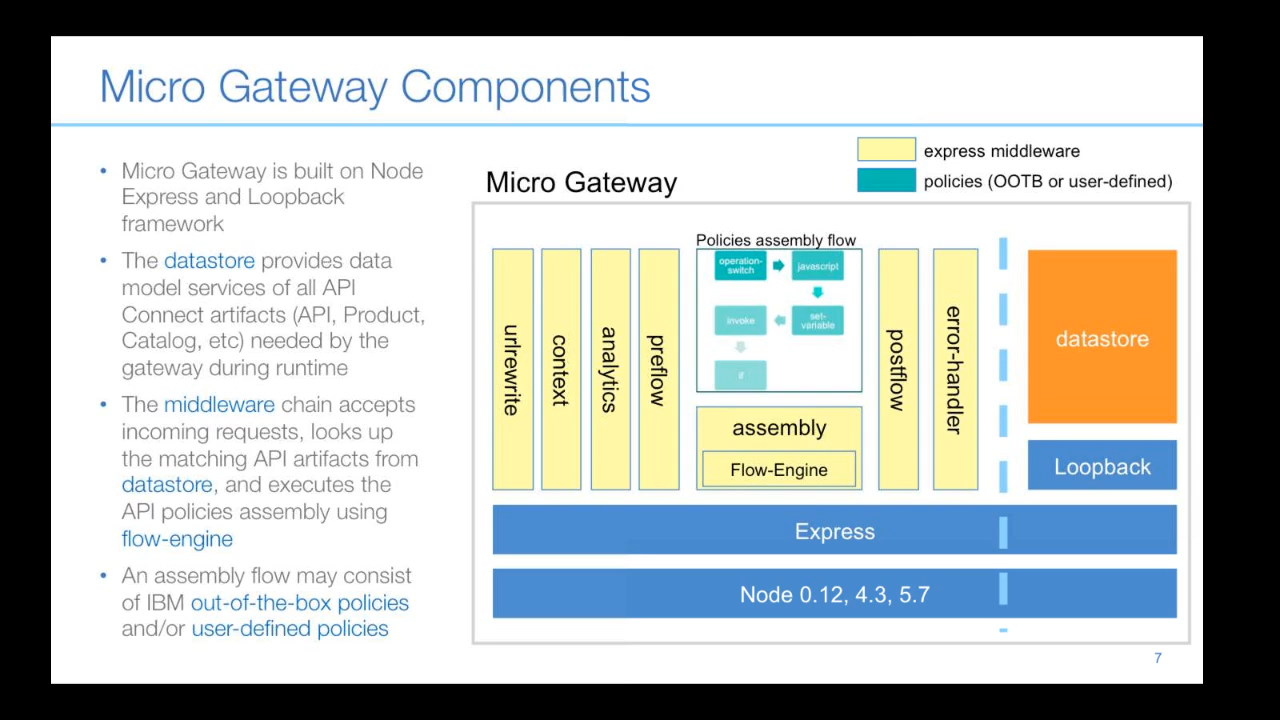 Micro Gateway Components
• Micro Gateway is built on Node
Express and Loopback
framework
• The datastore provides data
model services of all API
Connect artifacts (API, Product,
Catalog, etc) needed by the
gateway during runtime
• The middleware chain accepts
incoming requests, looks up
the matching API artifacts from
datastore, and executes the
API policies assembly using
flow-engine
• An assembly flow may consist
of IBM out-of-the-box policies
and/or user-defined policies
express middleware
policies (OOTB or user-defined)
Micro Gateway
urlrewrite
context
analytics
preflow
Policies assembly flow
operation-
switch
javascript
invoke
set-
variable
if
assembly
Flow-Engine
postflow
error-handler
datastore
Loopback
Express
Node 0.12, 4.3, 5.7
7